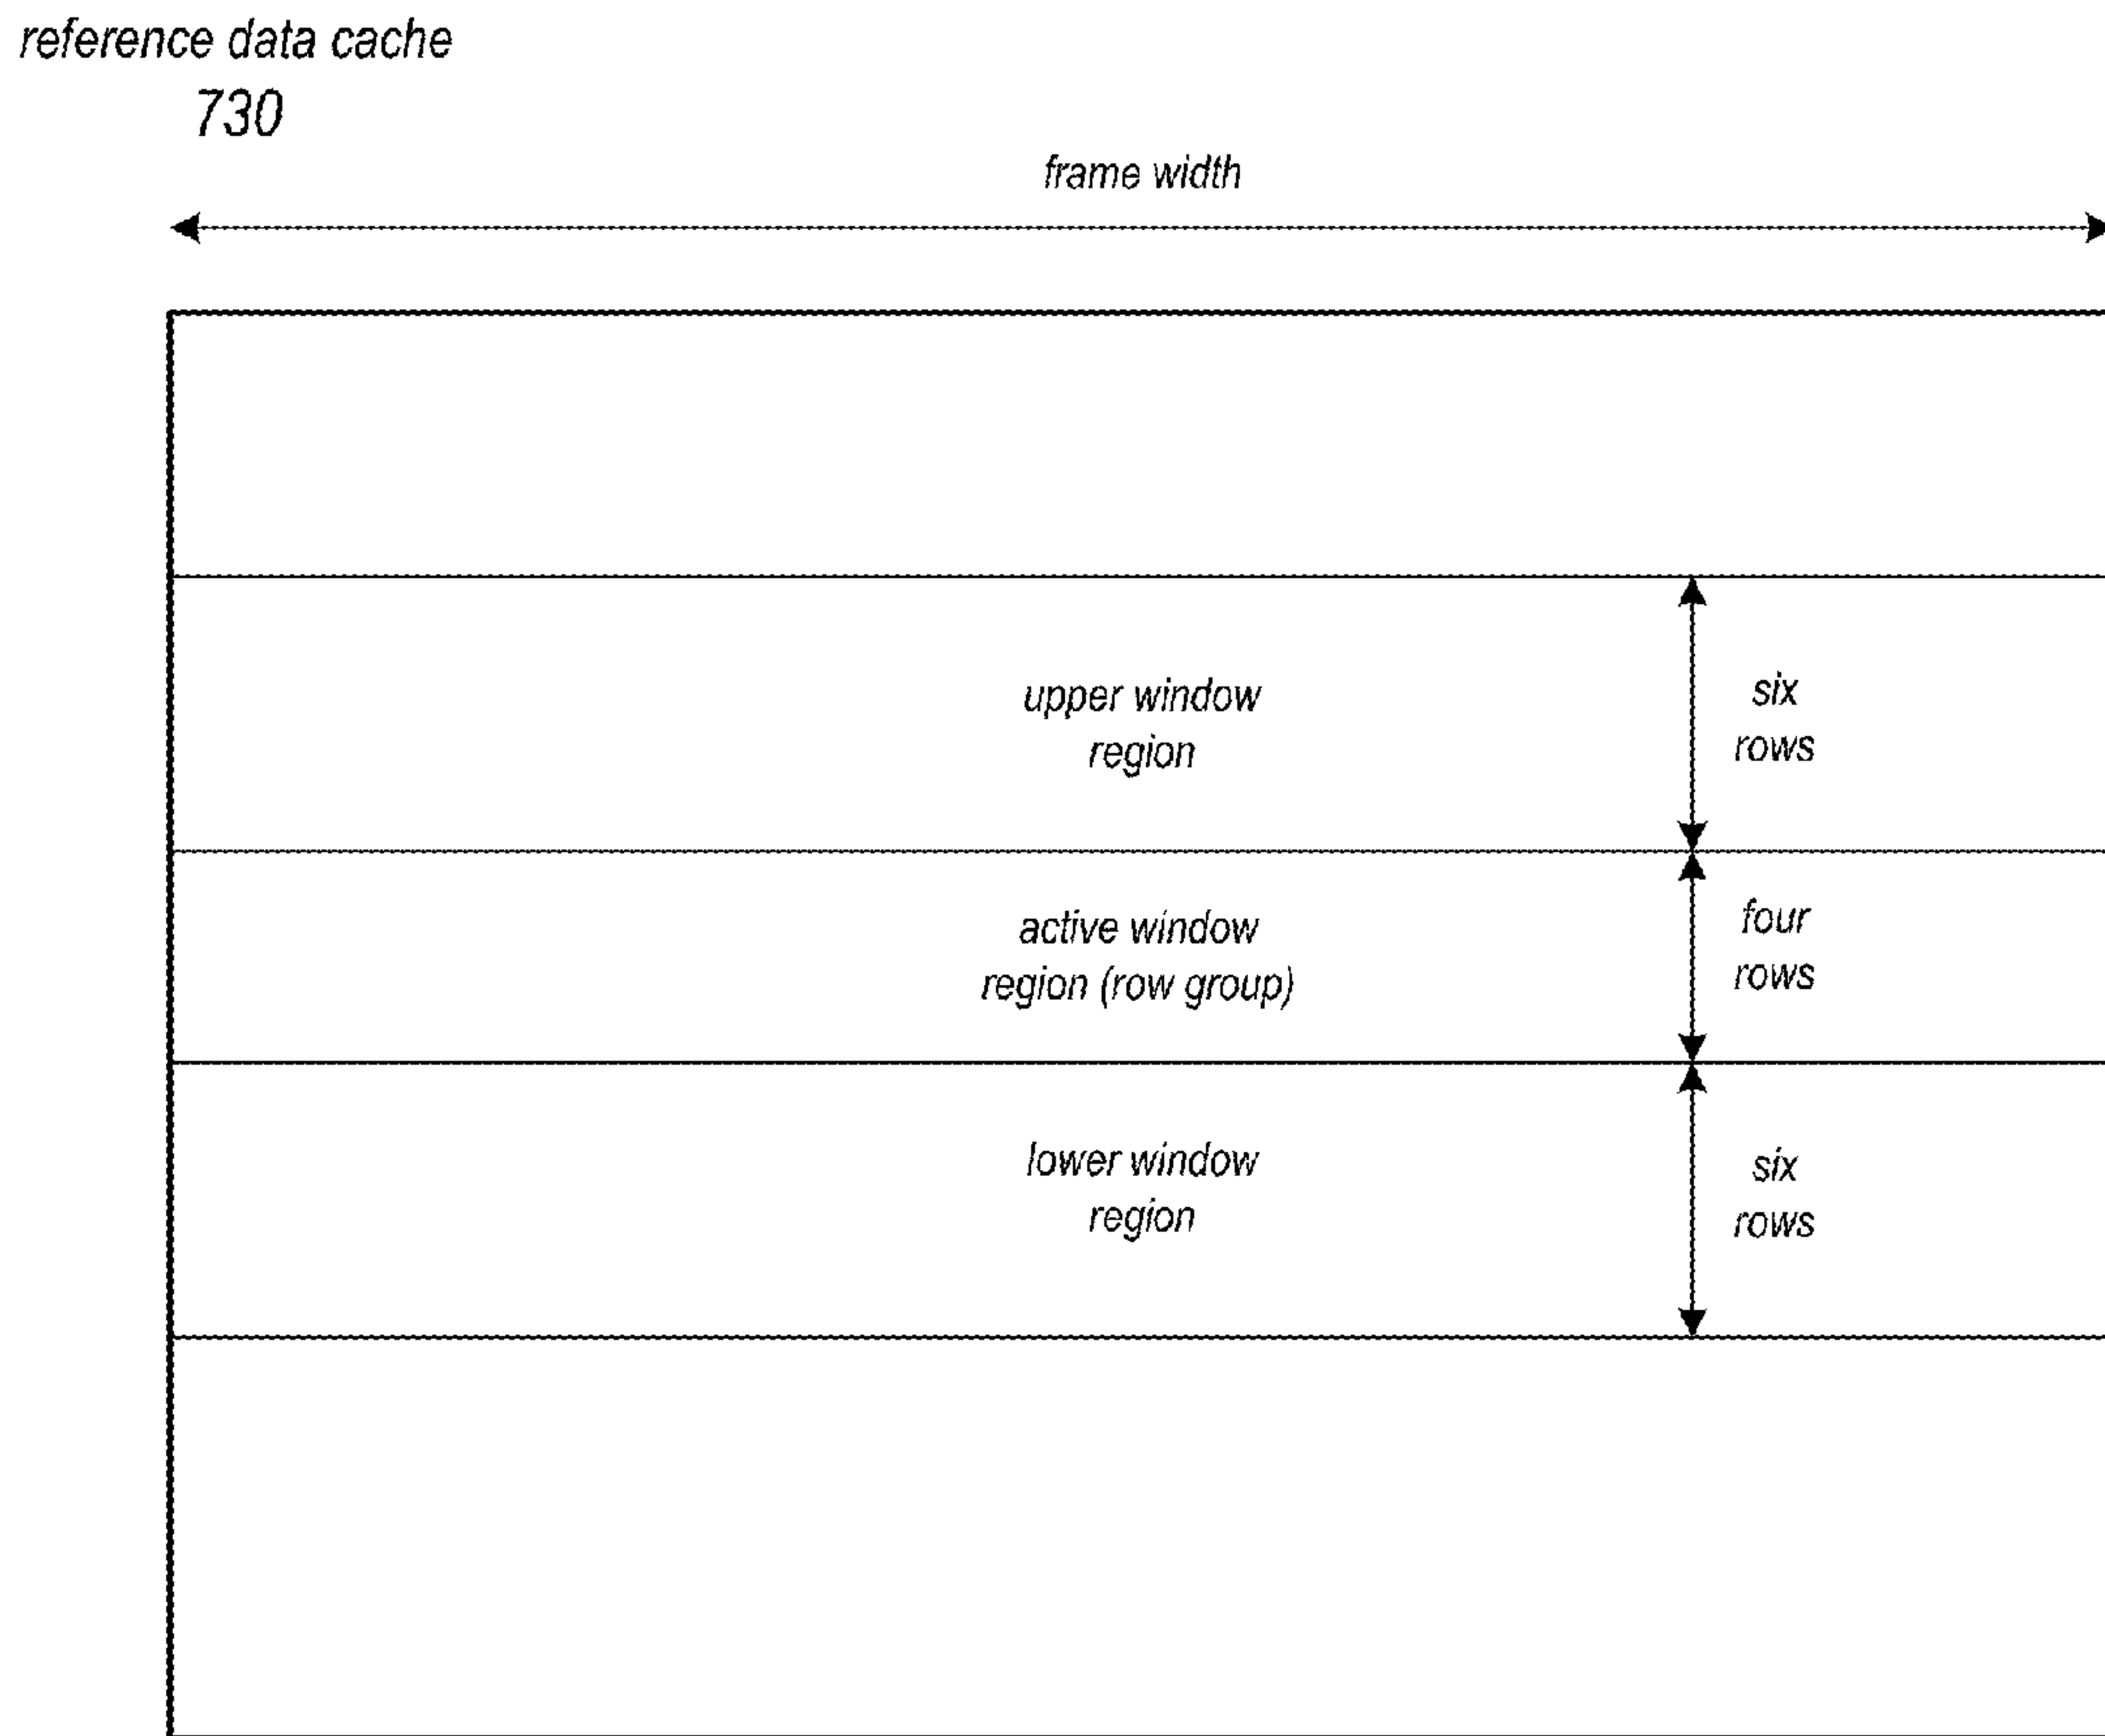 reference data cache
730
frame width
upper window
region
six
rows
active window
region (row group)
four
rows
lower window
region
six
rows